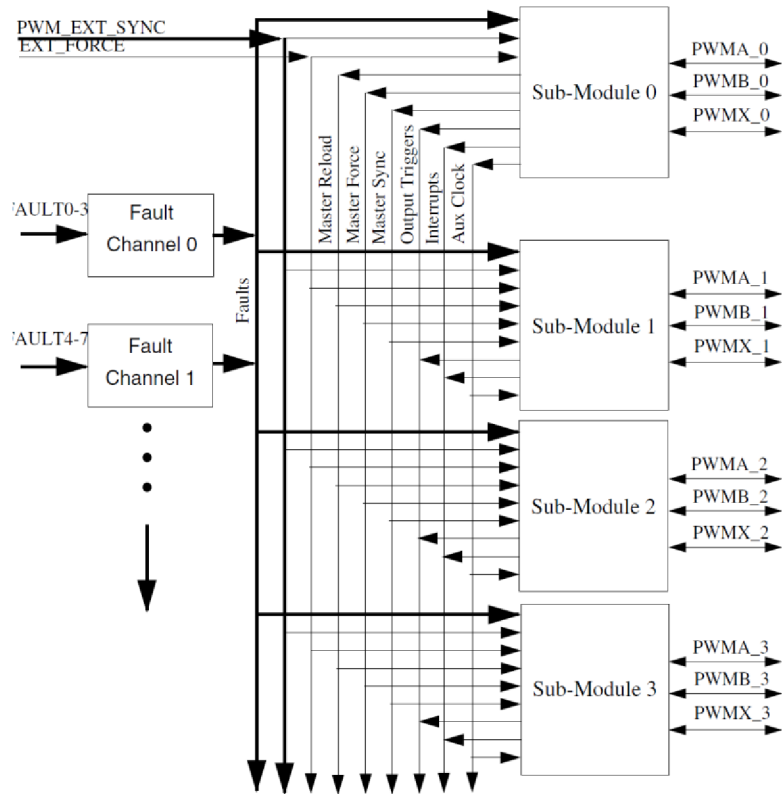 PWM_EXT_SYNC
EXT_FORCE
Sub-Module 0
PWMA_0
PWMB_0
PWMX_0
Master Reload
Master Force
Master Sync
Output Triggers
Interrupts
Aux Clock
FAULT0-3
Fault
Channel 0
Faults
Sub-Module 1
PWMA_1
PWMB_1
PWMX_1
FAULT4-7
Fault
Channel 1
Sub-Module 2
PWMA_2
PWMB_2
PWMX_2
Sub-Module 3
PWMA_3
PWMB_3
PWMX_3